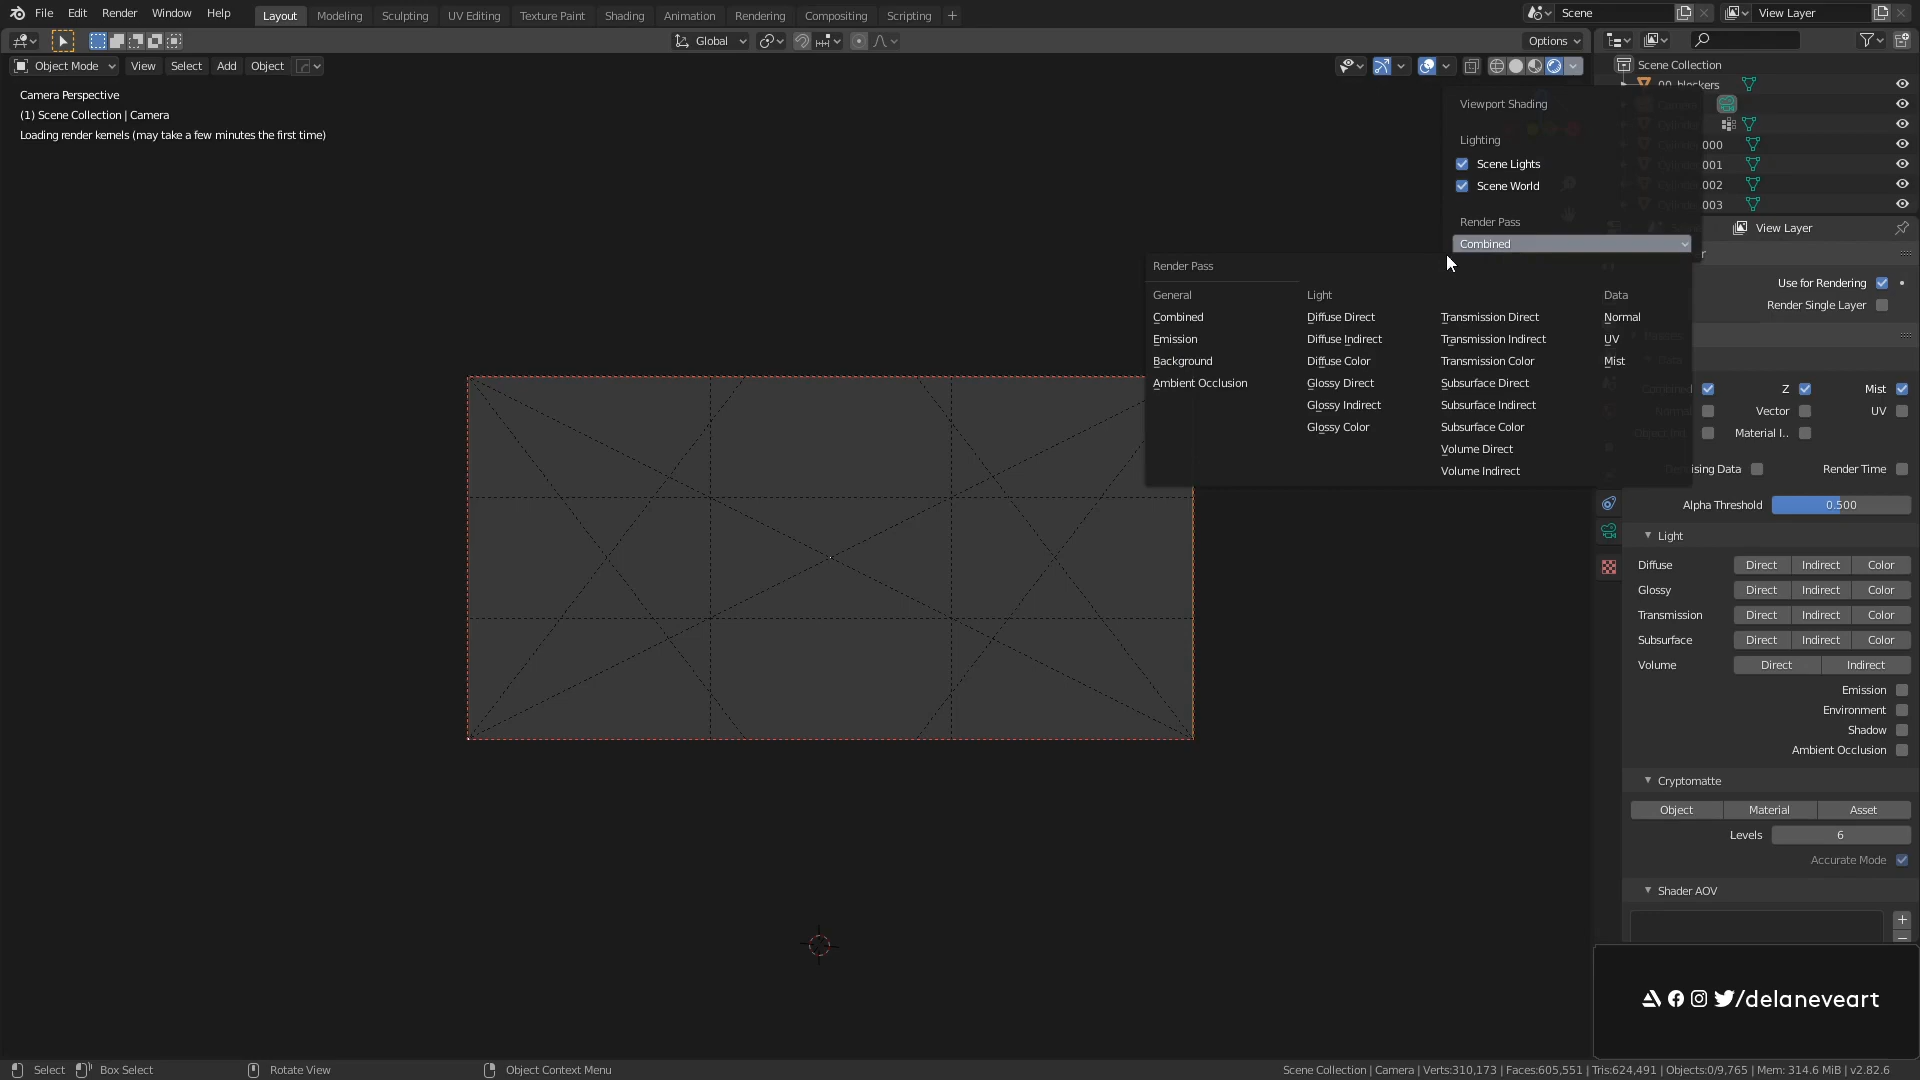 File Edit Render Window Help Layout Modeling Sculpting UV Editing Texture Paint Shading Animation Rendering Compositing Scripting + Scene View Layer
Global Options
Object Mode View Select Add Object
Camera Perspective
(1) Scene Collection | Camera
Loading render kernels (may take a few minutes the first time)
Scene Collection
00_blockers
000
001
002
003
Viewport Shading
Lighting
Scene Lights
Scene World
Render Pass
Combined
Render Pass
General Light Data
Combined Diffuse Direct Transmission Direct Normal
Emission Diffuse Indirect Transmission Indirect UV
Background Diffuse Color Transmission Color Mist
Ambient Occlusion Glossy Direct Subsurface Direct
Glossy Indirect Subsurface Indirect
Glossy Color Subsurface Color
Volume Direct
Volume Indirect
View Layer
Use for Rendering
Render Single Layer
Combined Z Mist
Normal Vector UV
Material I..
Denoising Data Render Time
Alpha Threshold 0.500
Light
Diffuse Direct Indirect Color
Glossy Direct Indirect Color
Transmission Direct Indirect Color
Subsurface Direct Indirect Color
Volume Direct Indirect
Emission
Environment
Shadow
Ambient Occlusion
Cryptomatte
Object Material Asset
Levels 6
Accurate Mode
Shader AOV
/delaneveart
Select Box Select Rotate View Object Context Menu
Scene Collection | Camera | Verts:310,173 | Faces:605,551 | Tris:624,491 | Objects:0/9,765 | Mem: 314.6 MiB | v2.82.6